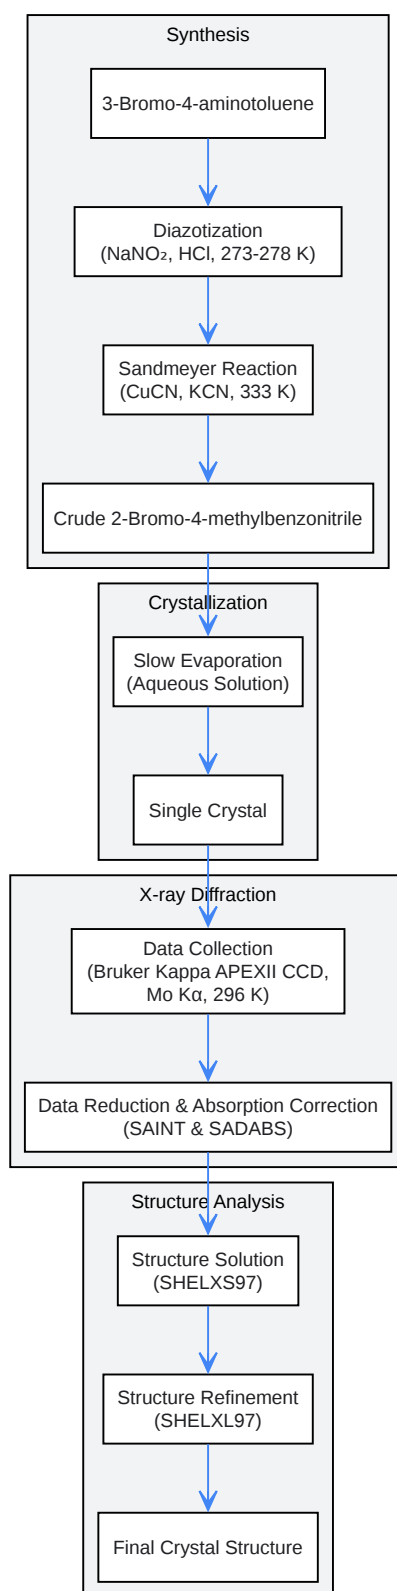 Synthesis
3-Bromo-4-aminotoluene
Diazotization
(NaNO₂, HCl, 273-278 K)
Sandmeyer Reaction
(CuCN, KCN, 333 K)
Crude 2-Bromo-4-methylbenzonitrile
Crystallization
Slow Evaporation
(Aqueous Solution)
Single Crystal
X-ray Diffraction
Data Collection
(Bruker Kappa APEXII CCD,
Mo Kα, 296 K)
Data Reduction & Absorption Correction
(SAINT & SADABS)
Structure Analysis
Structure Solution
(SHELXS97)
Structure Refinement
(SHELXL97)
Final Crystal Structure